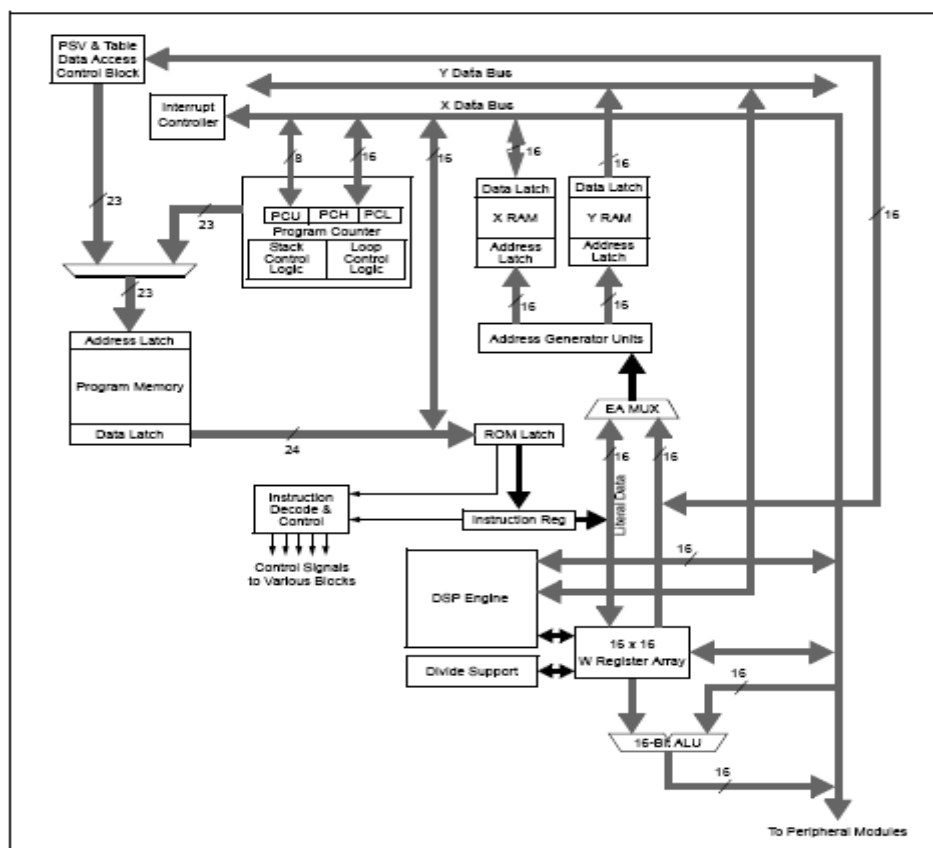 PSV & Table
Data Access
Control Block
Y Data Bus
X Data Bus
Interrupt
Controller
8
16
16
16
16
16
23
23
PCU
PCH
PCL
Program Counter
Stack
Control
Logic
Loop
Control
Logic
Data Latch
X RAM
Address
Latch
Data Latch
Y RAM
Address
Latch
23
16
16
Address Latch
Program Memory
Data Latch
Address Generator Units
EA MUX
24
ROM Latch
16
16
Literal Data
Instruction
Decode &
Control
Instruction Reg
Control Signals
to Various Blocks
16
DSP Engine
16 x 16
W Register Array
Divide Support
16
16-Bit ALU
16
To Peripheral Modules